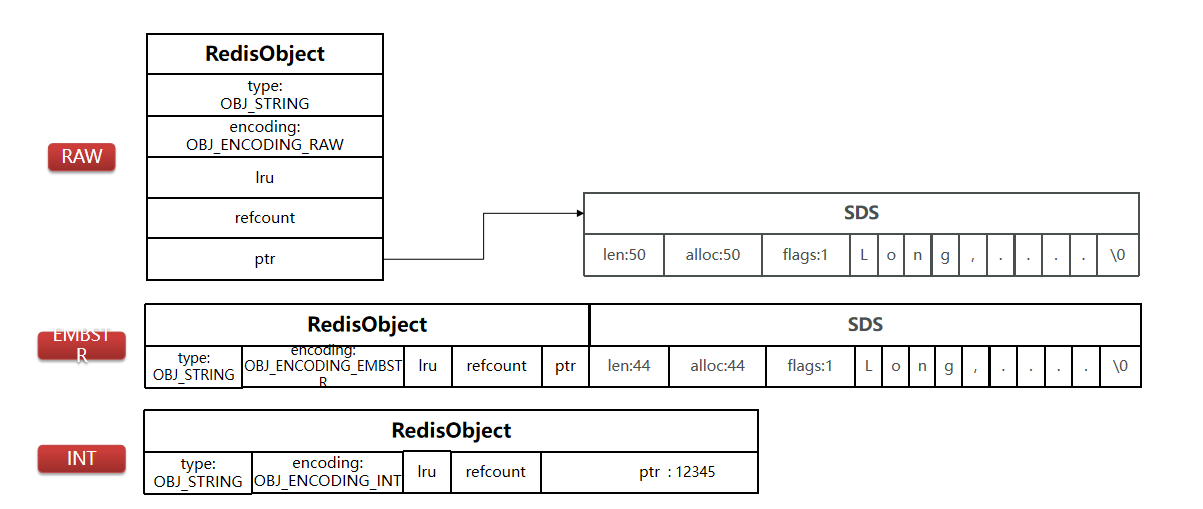 RedisObject
type:
OBJ_STRING
encoding:
OBJ_ENCODING_RAW
RAW
lru
refcount
ptr
SDS
len:50 alloc:50 flags:1 L o n g , . . . . \0
EMBST
R
RedisObject SDS
type:
OBJ_STRING
encoding:
OBJ_ENCODING_EMBST
R
lru refcount ptr len:44 alloc:44 flags:1 L o n g , . . . . \0
INT
RedisObject
type:
OBJ_STRING
encoding:
OBJ_ENCODING_INT
lru refcount ptr : 12345